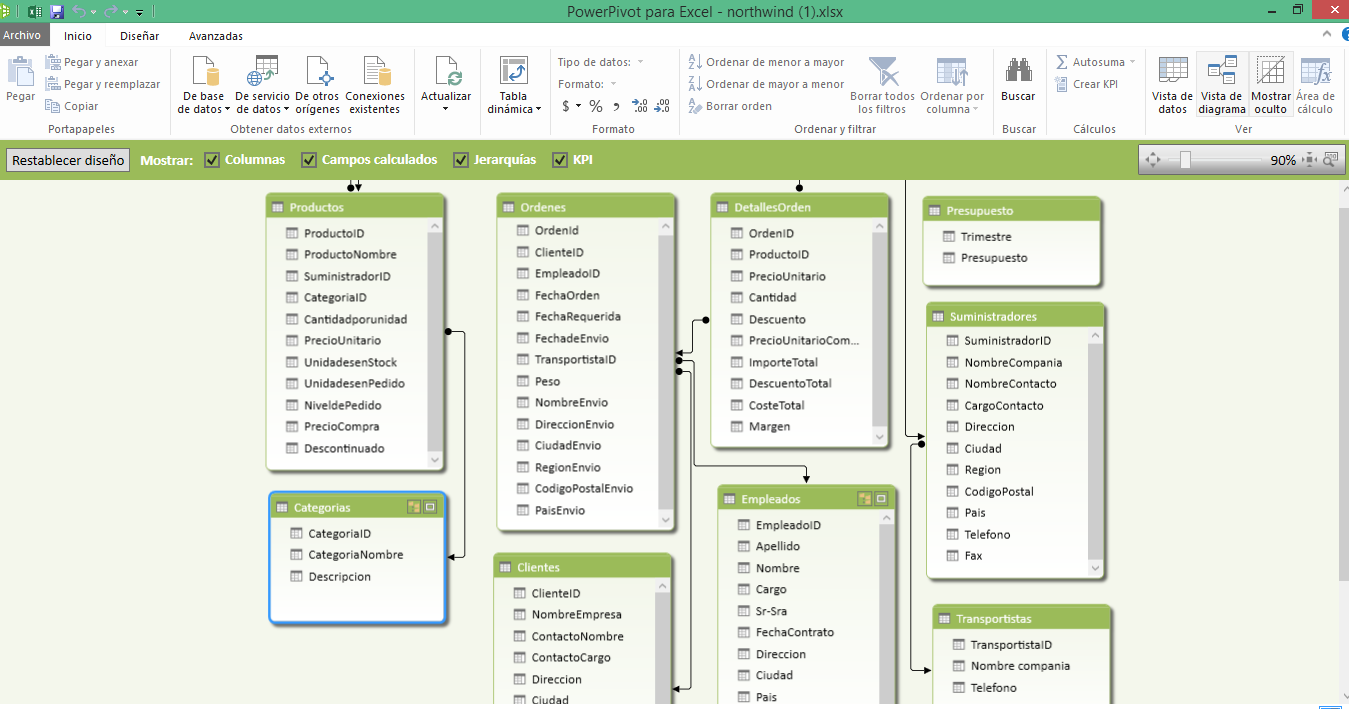 PowerPivot para Excel - northwind (1).xlsx
Archivo Inicio Diseñar Avanzadas
Pegar
Pegar y anexar
Pegar y reemplazar
Copiar
Portapapeles
De base de datos
De servicio de datos
De otros orígenes
Conexiones existentes
Obtener datos externos
Actualizar
Tabla dinámica
Tipo de datos:
Formato:
$ % ,
Formato
Ordenar de menor a mayor
Ordenar de mayor a menor
Borrar orden
Borrar todos los filtros
Ordenar por columna
Ordenar y filtrar
Buscar
Buscar
Autosuma
Crear KPI
Cálculos
Vista de datos
Vista de diagrama
Mostrar oculto
Área de cálculo
Ver
Restablecer diseño Mostrar: Columnas Campos calculados Jerarquías KPI 90%
Productos
ProductoID
ProductoNombre
SuministradorID
CategoriaID
Cantidadporunidad
PrecioUnitario
UnidadesenStock
UnidadesenPedido
NiveldePedido
PrecioCompra
Descontinuado
Categorias
CategoriaID
CategoriaNombre
Descripcion
Ordenes
OrdenId
ClienteID
EmpleadoID
FechaOrden
FechaRequerida
FechadeEnvio
TransportistaID
Peso
NombreEnvio
DireccionEnvio
CiudadEnvio
RegionEnvio
CodigoPostalEnvio
PaisEnvio
Clientes
ClienteID
NombreEmpresa
ContactoNombre
ContactoCargo
Direccion
Ciudad
DetallesOrden
OrdenID
ProductoID
PrecioUnitario
Cantidad
Descuento
PrecioUnitarioCom...
ImporteTotal
DescuentoTotal
CosteTotal
Margen
Empleados
EmpleadoID
Apellido
Nombre
Cargo
Sr-Sra
FechaContrato
Direccion
Ciudad
Pais
Presupuesto
Trimestre
Presupuesto
Suministradores
SuministradorID
NombreCompania
NombreContacto
CargoContacto
Direccion
Ciudad
Region
CodigoPostal
Pais
Telefono
Fax
Transportistas
TransportistaID
Nombre compania
Telefono